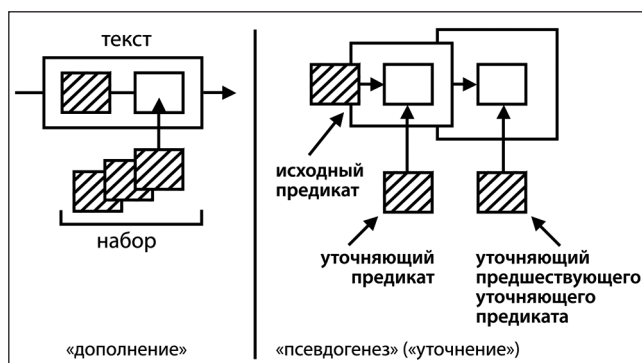 текст
набор
«дополнение»
исходный
предикат
уточняющий
предикат
уточняющий
предшествующего
уточняющего
предиката
«псевдогенез» («уточнение»)